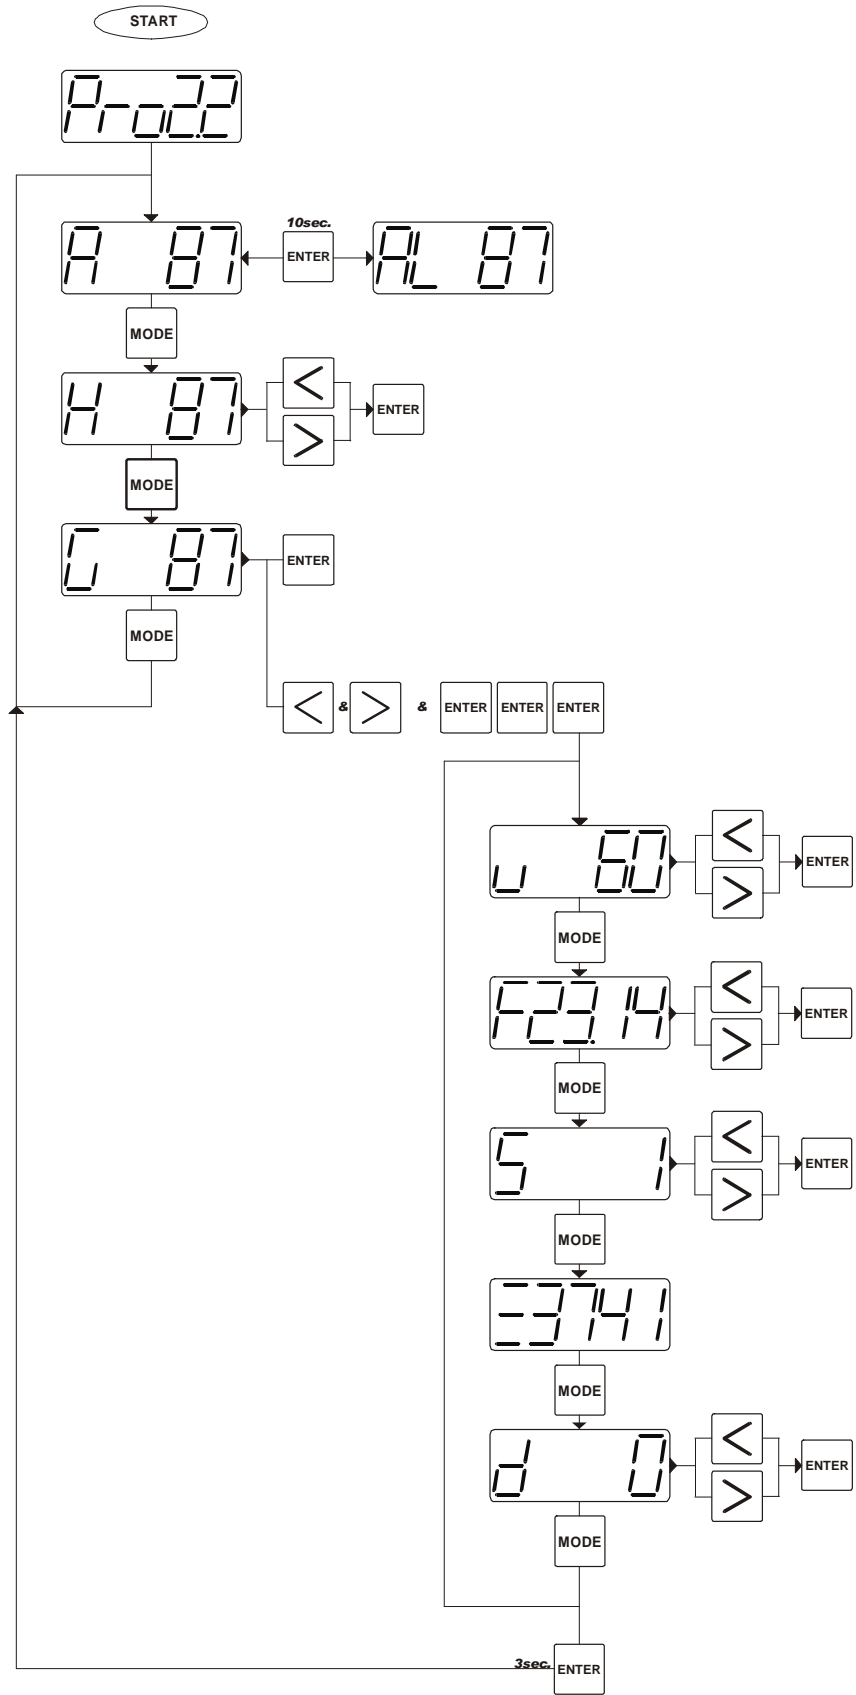 START
Pro2.2
10sec.
A 87
ENTER
AL 87
MODE
H 87
<
>
ENTER
MODE
G 87
ENTER
MODE
< & > & ENTER ENTER ENTER
u 60
<
>
ENTER
MODE
F23.14
<
>
ENTER
MODE
S 1
<
>
ENTER
MODE
Ξ3741
MODE
d 0
<
>
ENTER
MODE
3sec. ENTER